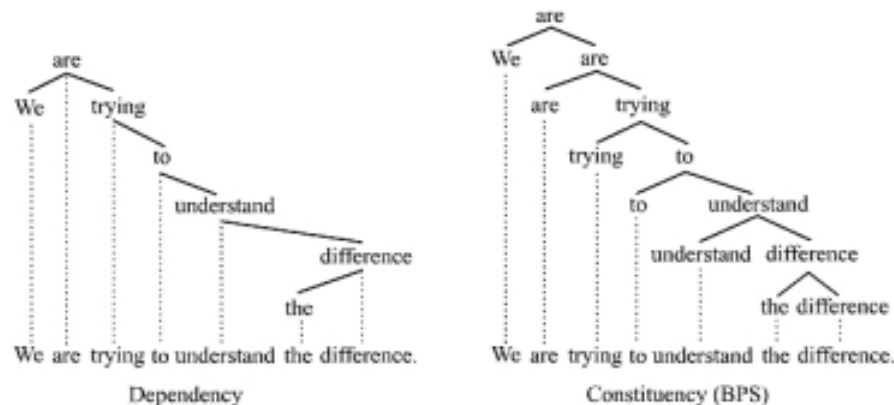 are
We trying
to
understand
difference
the
We are trying to understand the difference.
Dependency
are
We are
are trying
trying to
to understand
understand difference
the difference
We are trying to understand the difference.
Constituency (BPS)